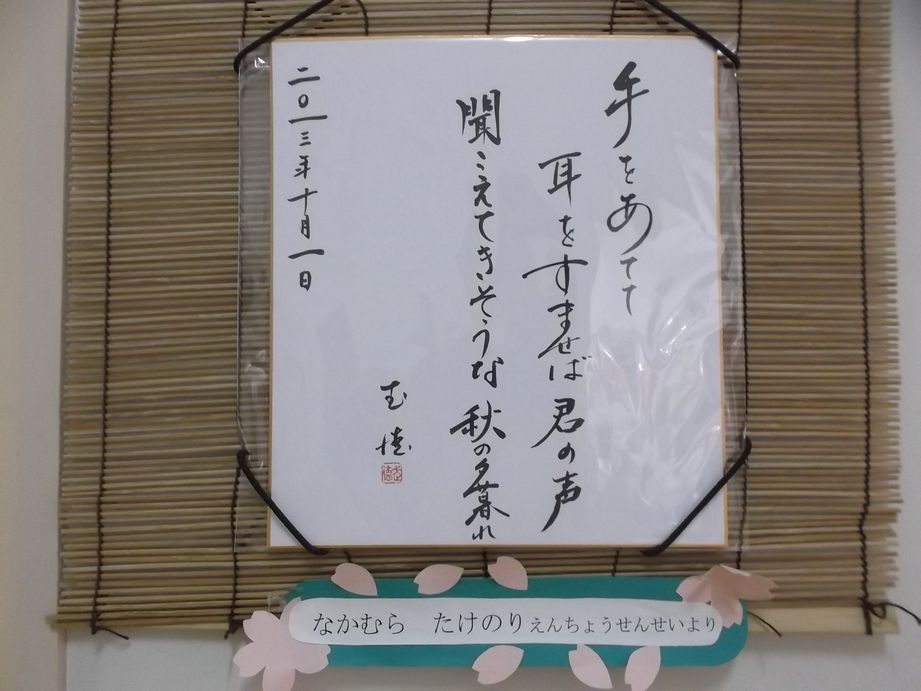 手をあてて
耳をすませば君の声
聞こえてきそうな秋の夕暮れ
二〇一三年十月一日
なかむら たけのりえんちょうせんせいより